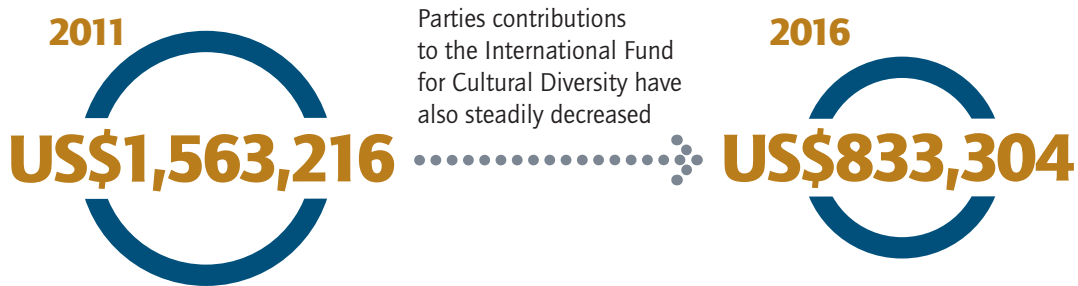 2011
US$1,563,216
Parties contributions
to the International Fund
for Cultural Diversity have
also steadily decreased
2016
US$833,304